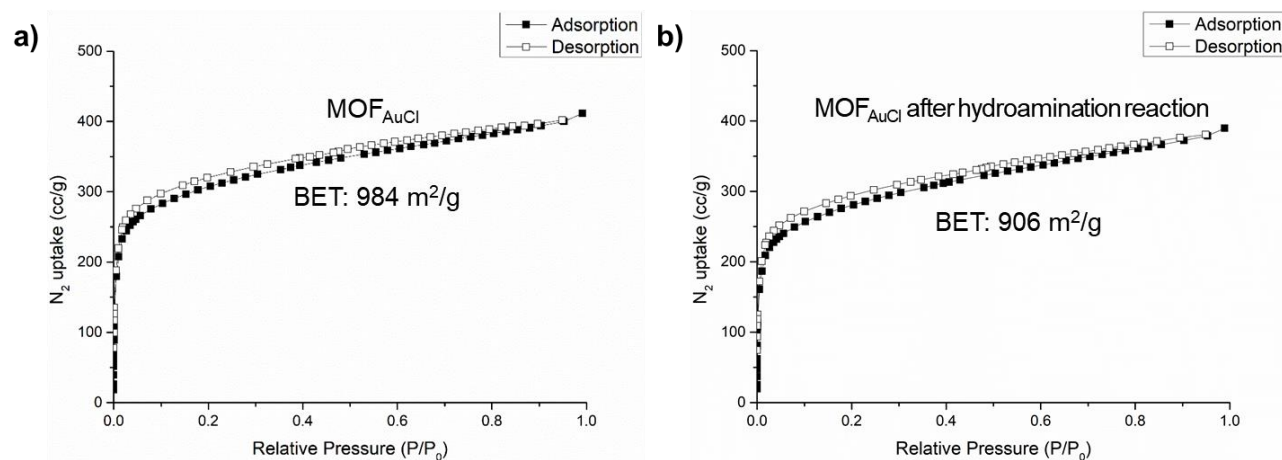 a)
Adsorption
Desorption
500
400
300
200
100
0
N₂ uptake (cc/g)
MOF_AuCl
BET: 984 m²/g
0.0 0.2 0.4 0.6 0.8 1.0
Relative Pressure (P/P₀)
b)
Adsorption
Desorption
500
400
300
200
100
0
N₂ uptake (cc/g)
MOF_AuCl after hydroamination reaction
BET: 906 m²/g
0.0 0.2 0.4 0.6 0.8 1.0
Relative Pressure (P/P₀)